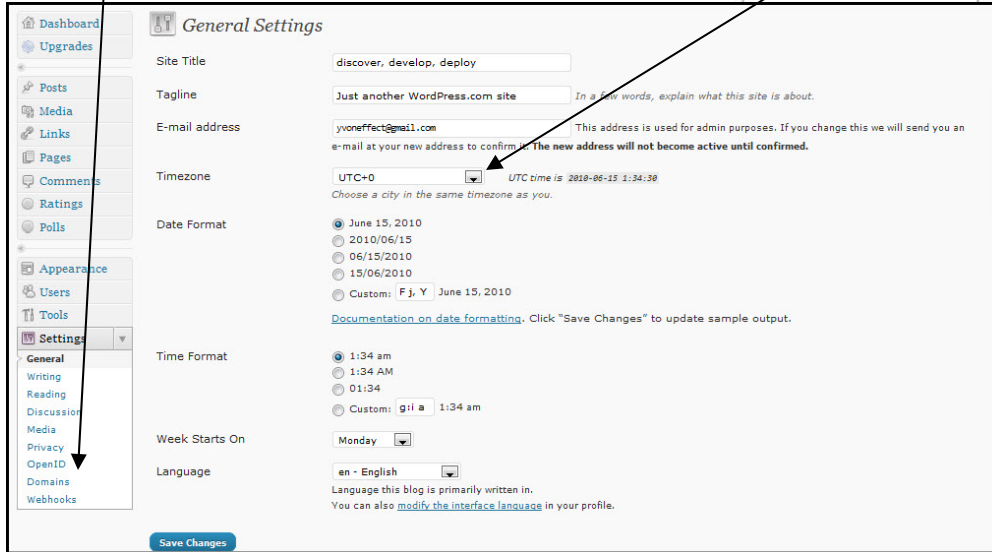 Dashboard
Upgrades
Posts
Media
Links
Pages
Comments
Ratings
Polls
Appearance
Users
Tools
Settings
General
Writing
Reading
Discussion
Media
Privacy
OpenID
Domains
Webhooks
General Settings
Site Title discover, develop, deploy
Tagline Just another WordPress.com site In a few words, explain what this site is about.
E-mail address yvoneffect@gmail.com This address is used for admin purposes. If you change this we will send you an
e-mail at your new address to confirm it. The new address will not become active until confirmed.
Timezone UTC+0 UTC time is 2010-06-15 1:34:30
Choose a city in the same timezone as you.
Date Format June 15, 2010
2010/06/15
06/15/2010
15/06/2010
Custom: F j, Y June 15, 2010
Documentation on date formatting. Click "Save Changes" to update sample output.
Time Format 1:34 am
1:34 AM
01:34
Custom: g:i a 1:34 am
Week Starts On Monday
Language en - English
Language this blog is primarily written in.
You can also modify the interface language in your profile.
Save Changes